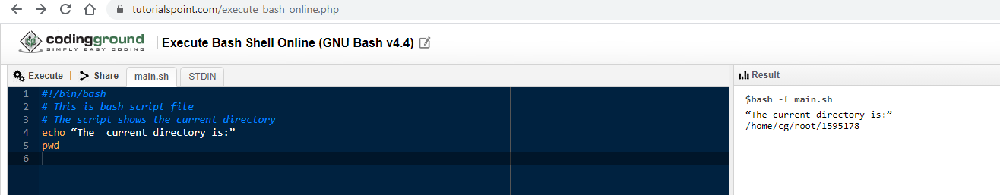 tutorialspoint.com/execute_bash_online.php
codingground
SIMPLY EASY CODING
Execute Bash Shell Online (GNU Bash v4.4)
Execute
Share
main.sh
STDIN
1 #!/bin/bash
2 # This is bash script file
3 # The script shows the current directory
4 echo “The  current directory is:”
5 pwd
6
Result
$bash -f main.sh
“The current directory is:”
/home/cg/root/1595178